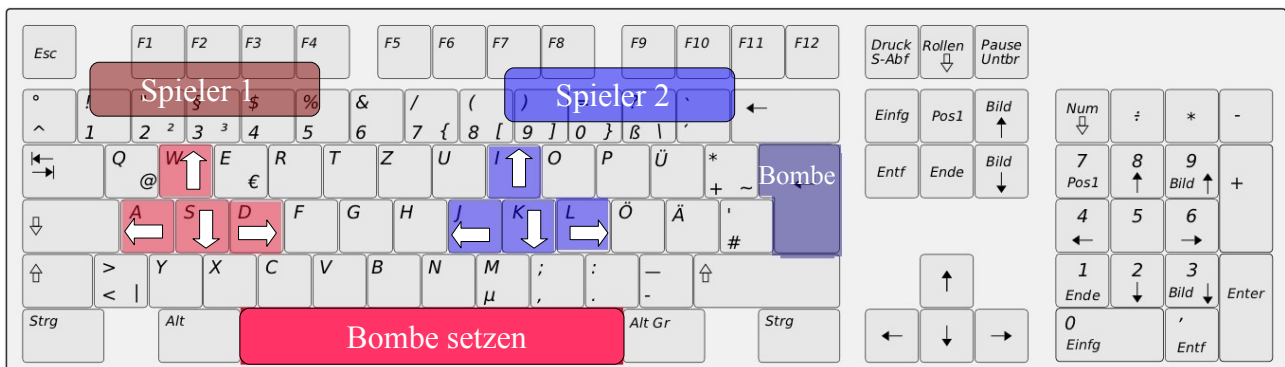 Esc F1 F2 F3 F4 F5 F6 F7 F8 F9 F10 F11 F12 Druck S-Abf Rollen Pause Untbr
Spieler 1 Spieler 2
° ! § $ % & / ( ) ` Einfg Pos1 Bild Num ÷ * -
^ 1 2 ² 3 ³ 4 5 6 7 { 8 [ 9 ] 0 } ß \ ´
Q W E R T Z U I O P Ü * Bombe Entf Ende Bild 7 8 9 +
@ € + ~ Pos1 Bild
A S D F G H J K L Ö Ä ' 4 5 6
#
> Y X C V B N M ; : _ 1 2 3 Enter
< | µ , . - Ende Bild
Strg Alt Bombe setzen Alt Gr Strg 0 ,
Einfg Entf